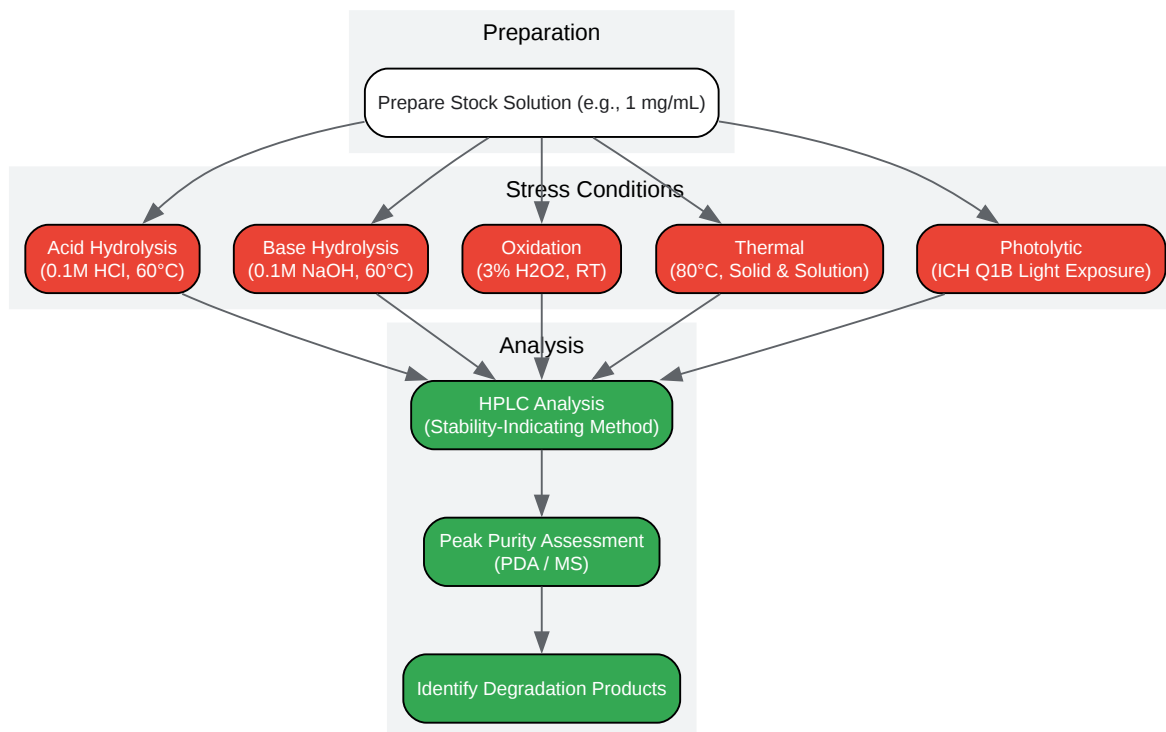 Preparation
Prepare Stock Solution (e.g., 1 mg/mL)
Stress Conditions
Acid Hydrolysis
(0.1M HCl, 60°C)
Base Hydrolysis
(0.1M NaOH, 60°C)
Oxidation
(3% H2O2, RT)
Thermal
(80°C, Solid & Solution)
Photolytic
(ICH Q1B Light Exposure)
Analysis
HPLC Analysis
(Stability-Indicating Method)
Peak Purity Assessment
(PDA / MS)
Identify Degradation Products